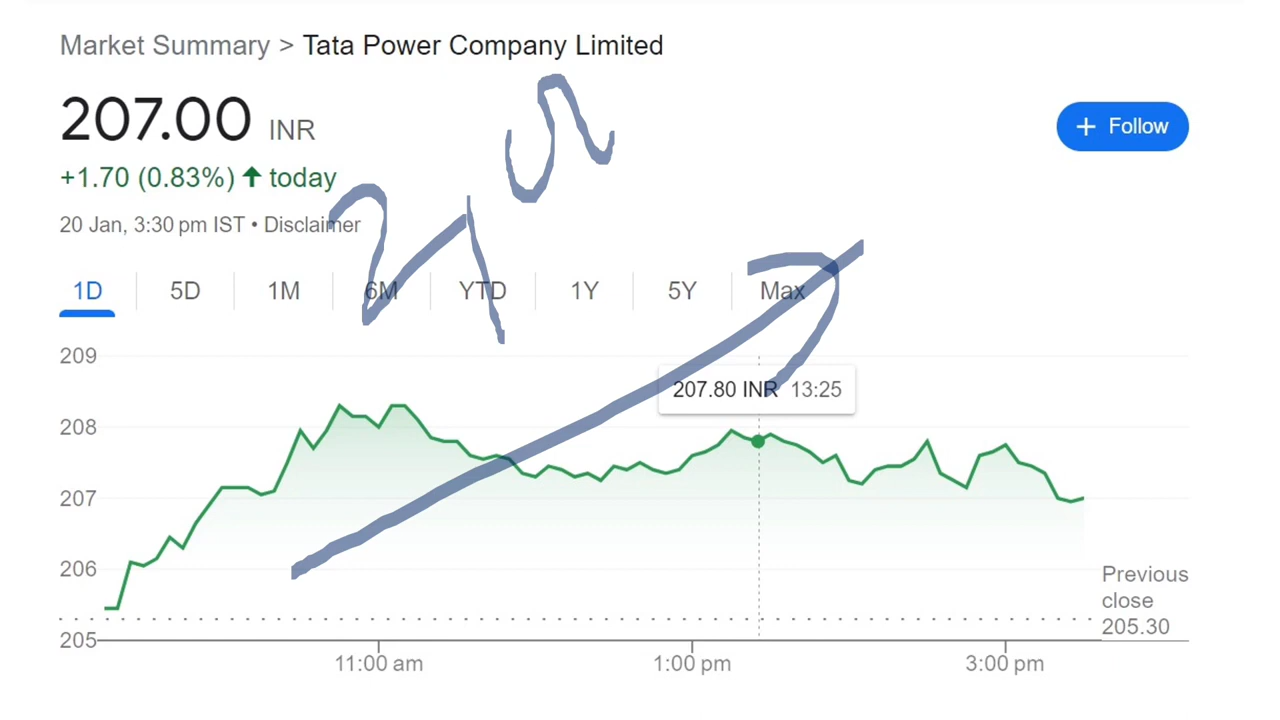 Market Summary > Tata Power Company Limited
207.00 INR
+ Follow
+1.70 (0.83%) ↑ today
20 Jan, 3:30 pm IST • Disclaimer
1D 5D 1M 6M YTD 1Y 5Y Max
209
207.80 INR 13:25
208
207
206
Previous
close
205.30
205
11:00 am 1:00 pm 3:00 pm